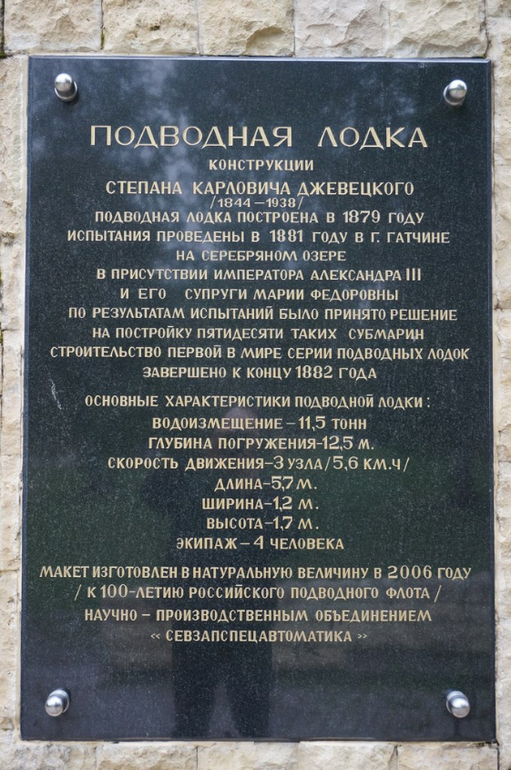 ПОДВОДНАЯ ЛОДКА
КОНСТРУКЦИИ
СТЕПАНА КАРЛОВИЧА ДЖЕВЕЦКОГО
/1844—1938/
ПОДВОДНАЯ ЛОДКА ПОСТРОЕНА В 1879 ГОДУ
ИСПЫТАНИЯ ПРОВЕДЕНЫ В 1881 ГОДУ В Г. ГАТЧИНЕ
НА СЕРЕБРЯНОМ ОЗЕРЕ
В ПРИСУТСТВИИ ИМПЕРАТОРА АЛЕКСАНДРА III
И ЕГО СУПРУГИ МАРИИ ФЕДОРОВНЫ
ПО РЕЗУЛЬТАТАМ ИСПЫТАНИЙ БЫЛО ПРИНЯТО РЕШЕНИЕ
НА ПОСТРОЙКУ ПЯТИДЕСЯТИ ТАКИХ СУБМАРИН
СТРОИТЕЛЬСТВО ПЕРВОЙ В МИРЕ СЕРИИ ПОДВОДНЫХ ЛОДОК
ЗАВЕРШЕНО К КОНЦУ 1882 ГОДА
ОСНОВНЫЕ ХАРАКТЕРИСТИКИ ПОДВОДНОЙ ЛОДКИ:
ВОДОИЗМЕЩЕНИЕ – 11,5 ТОНН
ГЛУБИНА ПОГРУЖЕНИЯ-12,5 М.
СКОРОСТЬ ДВИЖЕНИЯ–3 УЗЛА/5,6 КМ.Ч/
ДЛИНА–5,7 М.
ШИРИНА–1,2 М.
ВЫСОТА–1,7 М.
ЭКИПАЖ – 4 ЧЕЛОВЕКА
МАКЕТ ИЗГОТОВЛЕН В НАТУРАЛЬНУЮ ВЕЛИЧИНУ В 2006 ГОДУ
/ К 100-ЛЕТИЮ РОССИЙСКОГО ПОДВОДНОГО ФЛОТА /
НАУЧНО – ПРОИЗВОДСТВЕННЫМ ОБЪЕДИНЕНИЕМ
« СЕВЗАПСПЕЦАВТОМАТИКА »